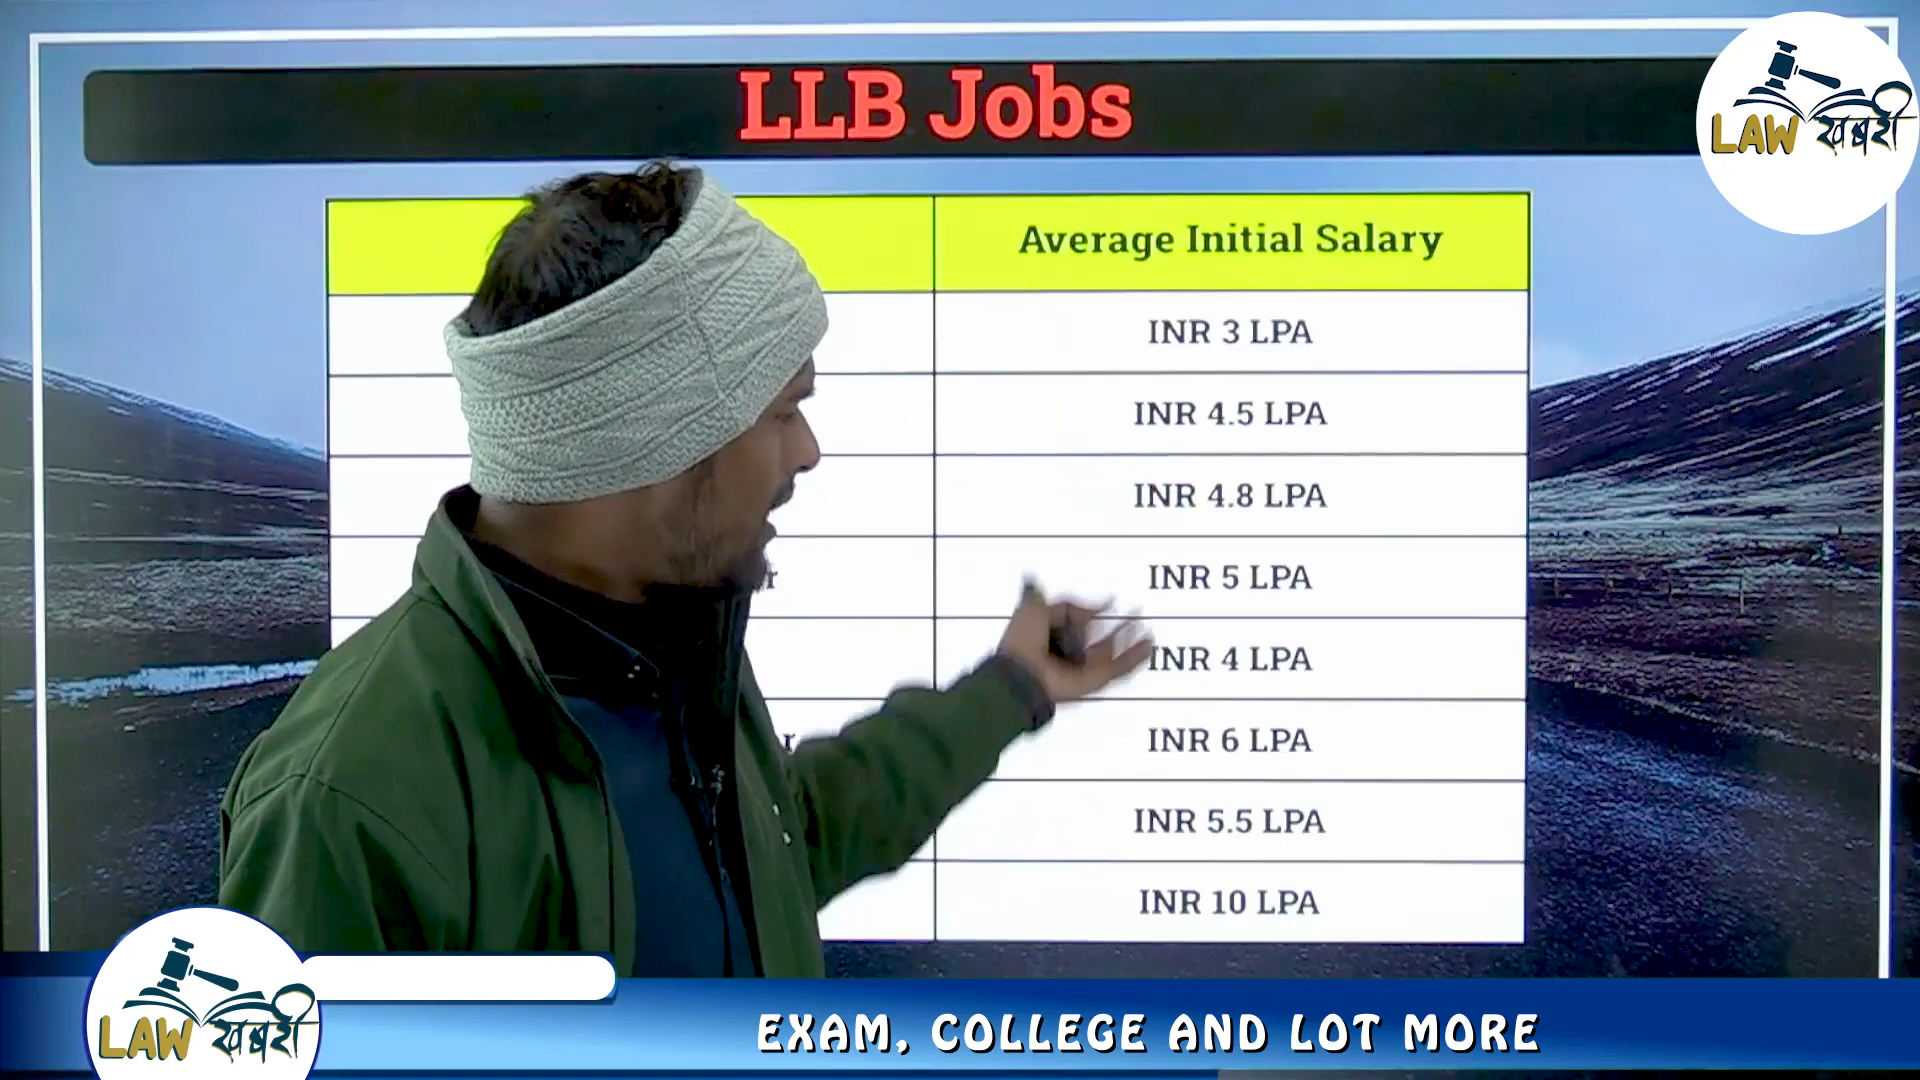 LLB Jobs
LAW खबरी
Average Initial Salary
INR 3 LPA
INR 4.5 LPA
INR 4.8 LPA
r
INR 5 LPA
INR 4 LPA
r
INR 6 LPA
INR 5.5 LPA
INR 10 LPA
LAW खबरी
EXAM, COLLEGE AND LOT MORE